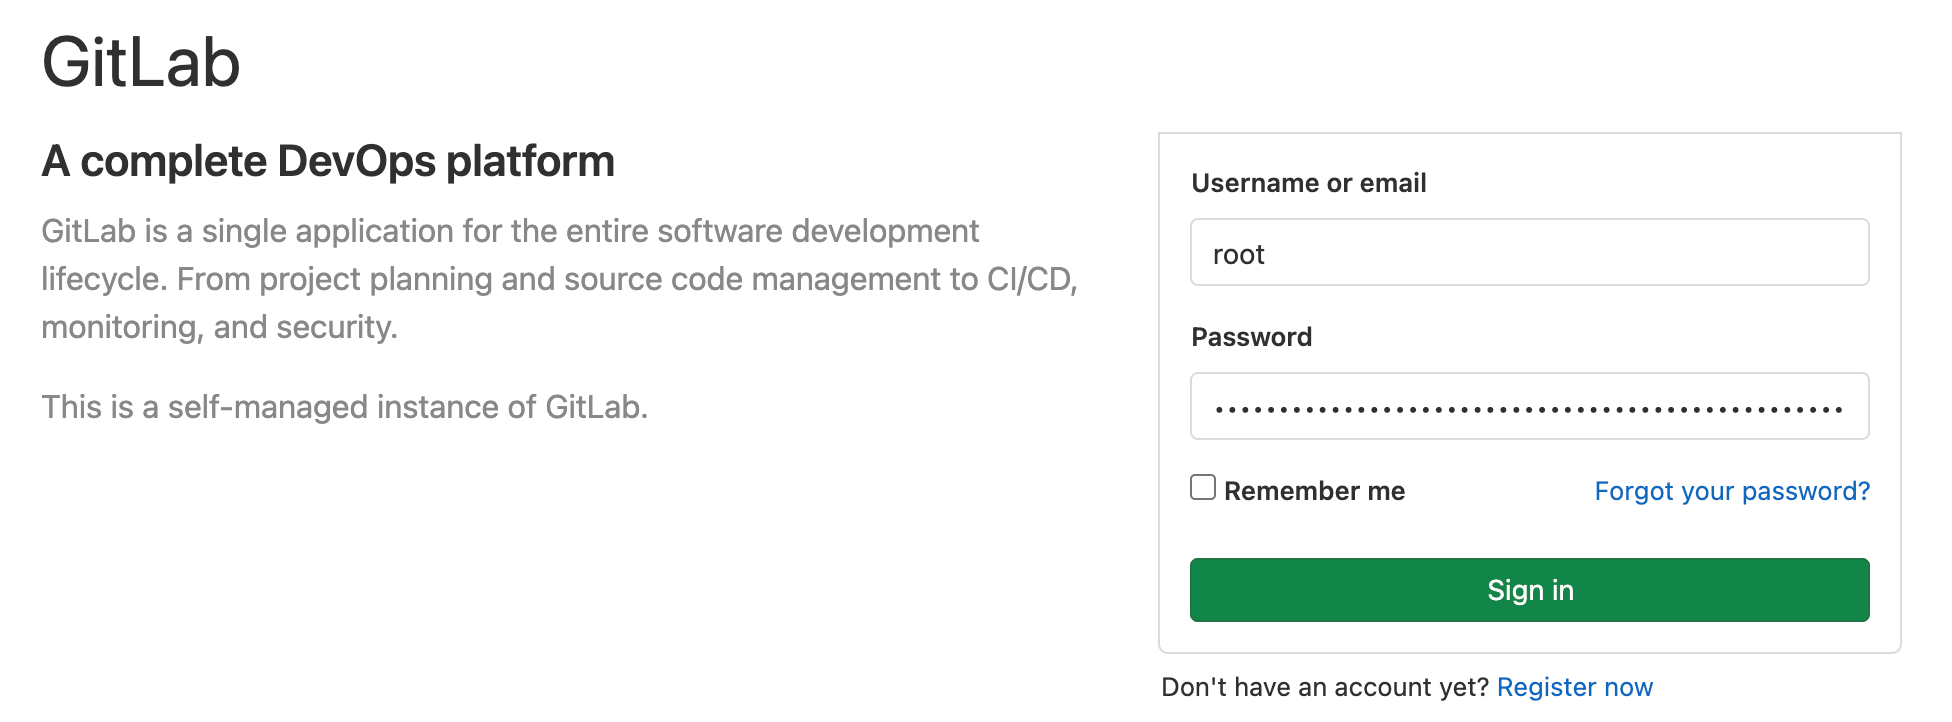 GitLab
A complete DevOps platform
GitLab is a single application for the entire software development
lifecycle. From project planning and source code management to CI/CD,
monitoring, and security.
This is a self-managed instance of GitLab.
Username or email
root
Password
Remember me
Forgot your password?
Sign in
Don't have an account yet? Register now